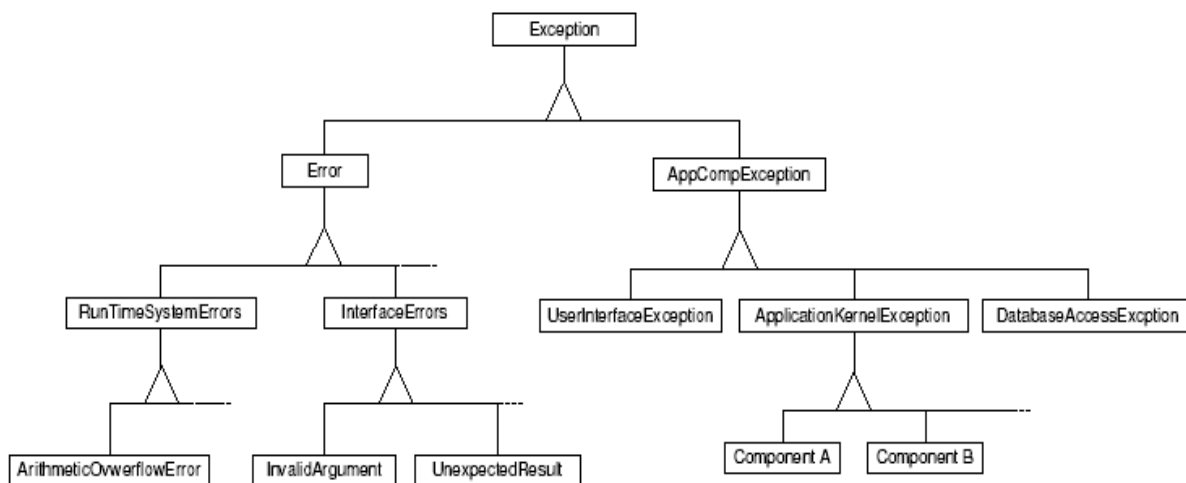 Exception
Error
AppCompException
RunTimeSystemErrors
InterfaceErrors
UserInterfaceException
ApplicationKernelException
DatabaseAccessExcption
ArithmeticOvwerflowError
InvalidArgument
UnexpectedResult
Component A
Component B